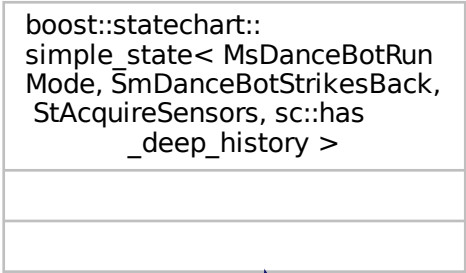 boost::statechart::
simple_state< MsDanceBotRun
Mode, SmDanceBotStrikesBack,
StAcquireSensors, sc::has
_deep_history >